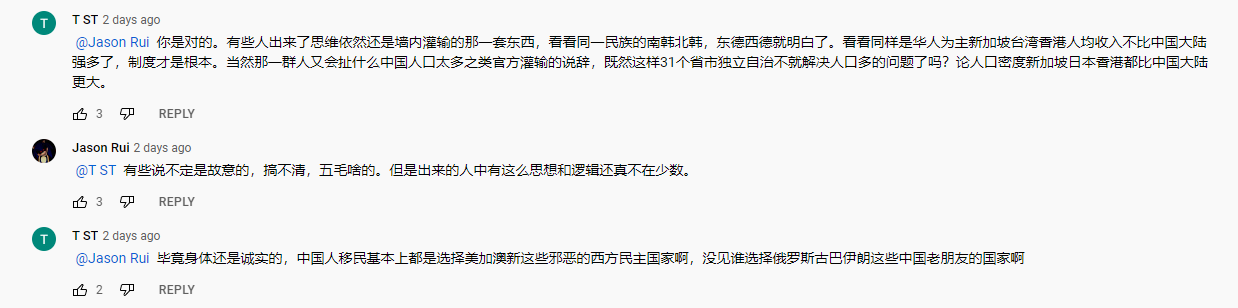 T
T ST 2 days ago
@Jason Rui 你是对的。有些人出来了思维依然还是墙内灌输的那一套东西，看看同一民族的南韩北韩，东德西德就明白了。看看同样是华人为主新加坡台湾香港人均收入不比中国大陆
强多了，制度才是根本。当然那一群人又会扯什么中国人口太多之类官方灌输的说辞，既然这样31个省市独立自治不就解决人口多的问题了吗？论人口密度新加坡日本香港都比中国大陆
更大。
3 REPLY
Jason Rui 2 days ago
@T ST 有些说不定是故意的，搞不清，五毛啥的。但是出来的人中有这么思想和逻辑还真不在少数。
3 REPLY
T
T ST 2 days ago
@Jason Rui 毕竟身体还是诚实的，中国人移民基本上都是选择美加澳新这些邪恶的西方民主国家啊，没见谁选择俄罗斯古巴伊朗这些中国老朋友的国家啊
2 REPLY